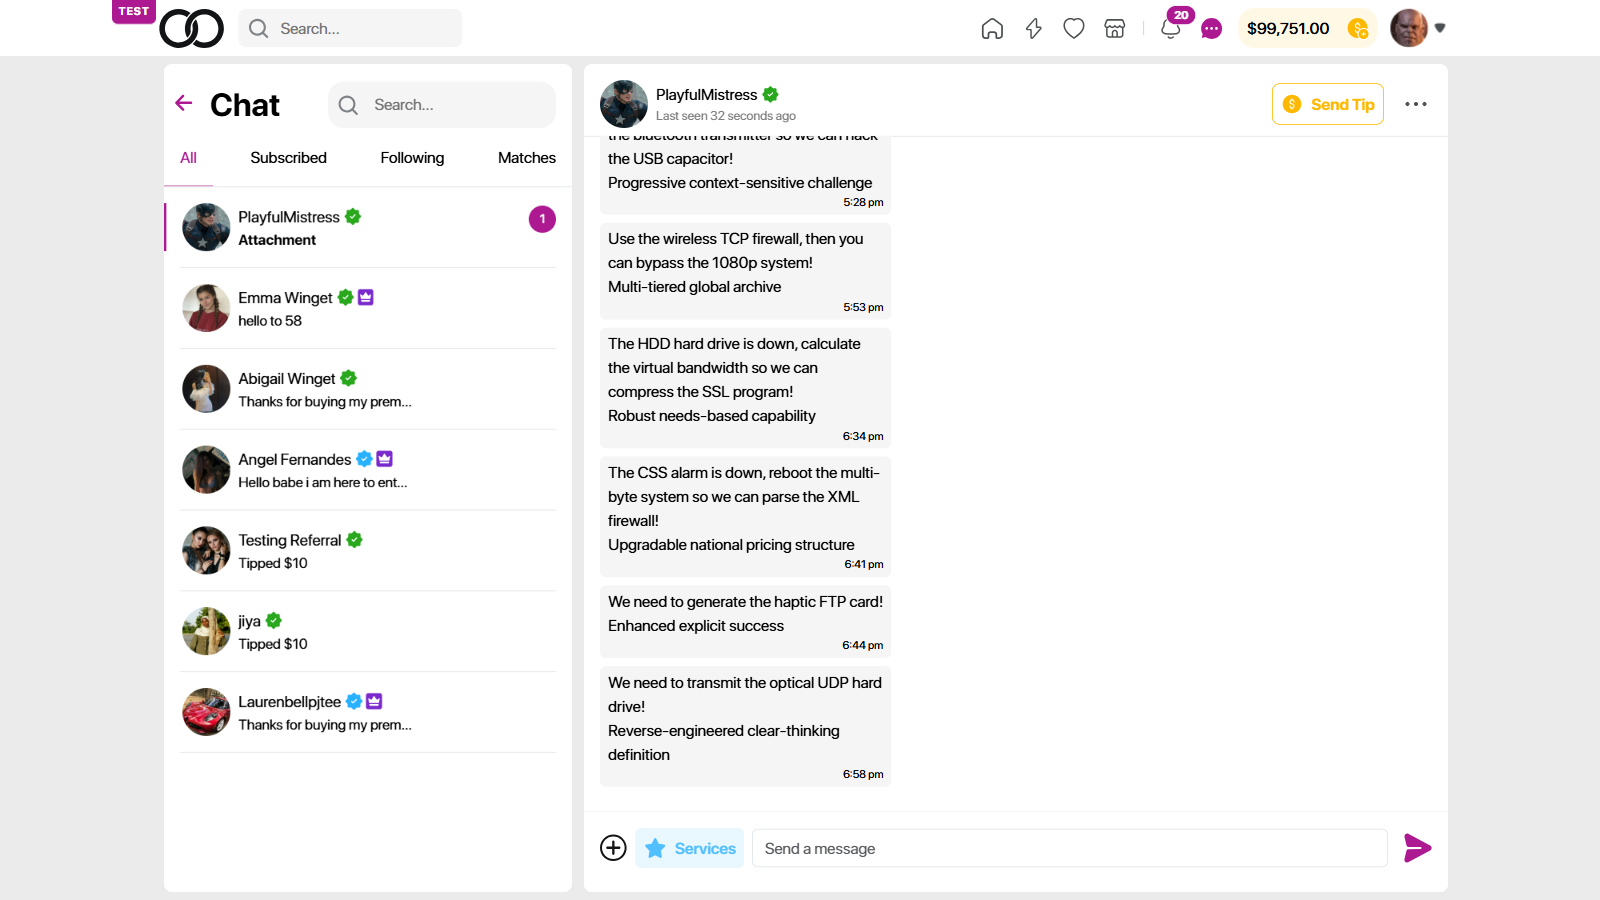 TEST
Search...
20
$99,751.00
Chat
Search...
All
Subscribed
Following
Matches
PlayfulMistress
Attachment
1
Emma Winget
hello to 58
Abigail Winget
Thanks for buying my prem...
Angel Fernandes
Hello babe i am here to ent...
Testing Referral
Tipped $10
jiya
Tipped $10
Laurenbellpjtee
Thanks for buying my prem...
PlayfulMistress
Last seen 32 seconds ago
Send Tip
the bluetooth transmitter so we can hack
the USB capacitor!
Progressive context-sensitive challenge
5:28 pm
Use the wireless TCP firewall, then you
can bypass the 1080p system!
Multi-tiered global archive
5:53 pm
The HDD hard drive is down, calculate
the virtual bandwidth so we can
compress the SSL program!
Robust needs-based capability
6:34 pm
The CSS alarm is down, reboot the multi-
byte system so we can parse the XML
firewall!
Upgradable national pricing structure
6:41 pm
We need to generate the haptic FTP card!
Enhanced explicit success
6:44 pm
We need to transmit the optical UDP hard
drive!
Reverse-engineered clear-thinking
definition
6:58 pm
Services
Send a message